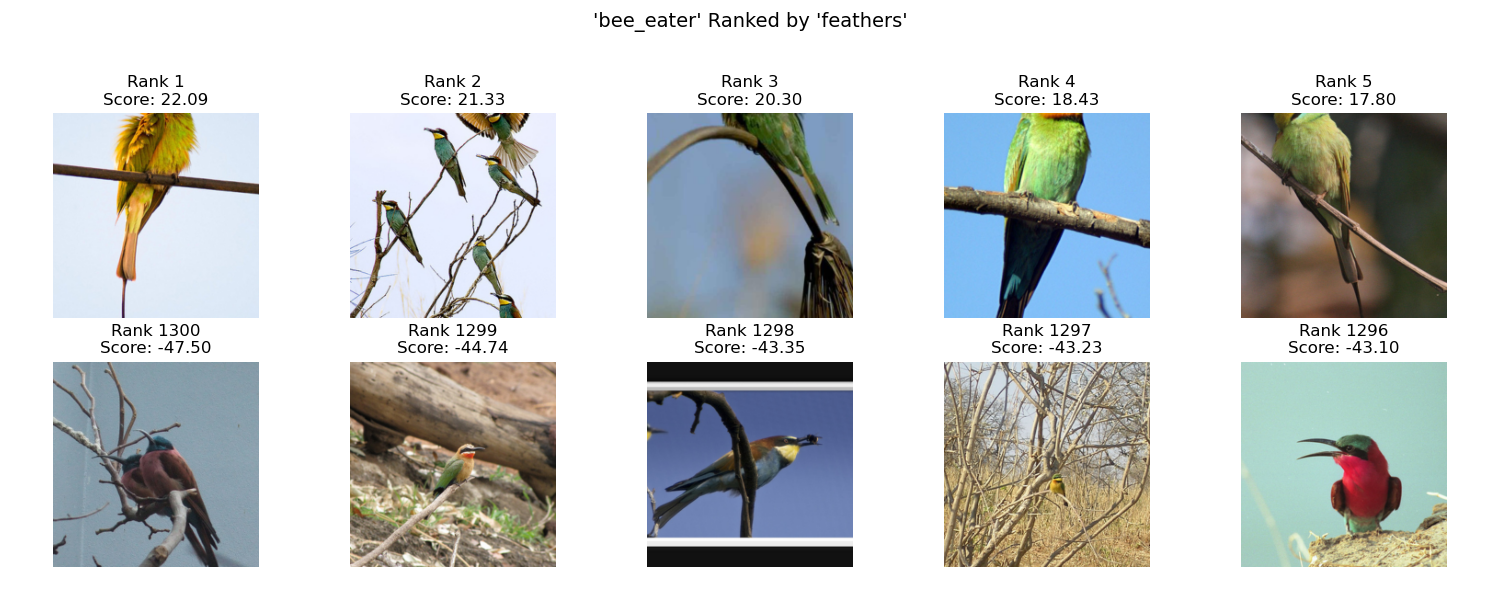 'bee_eater' Ranked by 'feathers'
Rank 1
Score: 22.09
Rank 2
Score: 21.33
Rank 3
Score: 20.30
Rank 4
Score: 18.43
Rank 5
Score: 17.80
Rank 1300
Score: -47.50
Rank 1299
Score: -44.74
Rank 1298
Score: -43.35
Rank 1297
Score: -43.23
Rank 1296
Score: -43.10